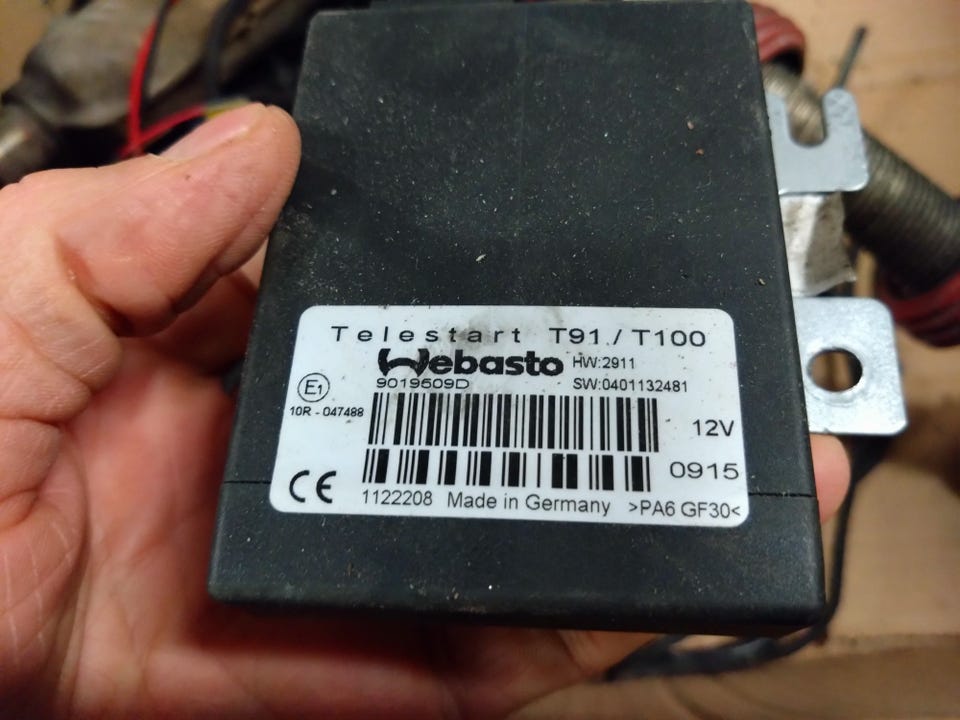 Telestart T91 / T100
Webasto HW:2911
9019609D SW:0401132481
E1
10R - 047488
12V
0915
CE
1122208 Made in Germany >PA6 GF30<